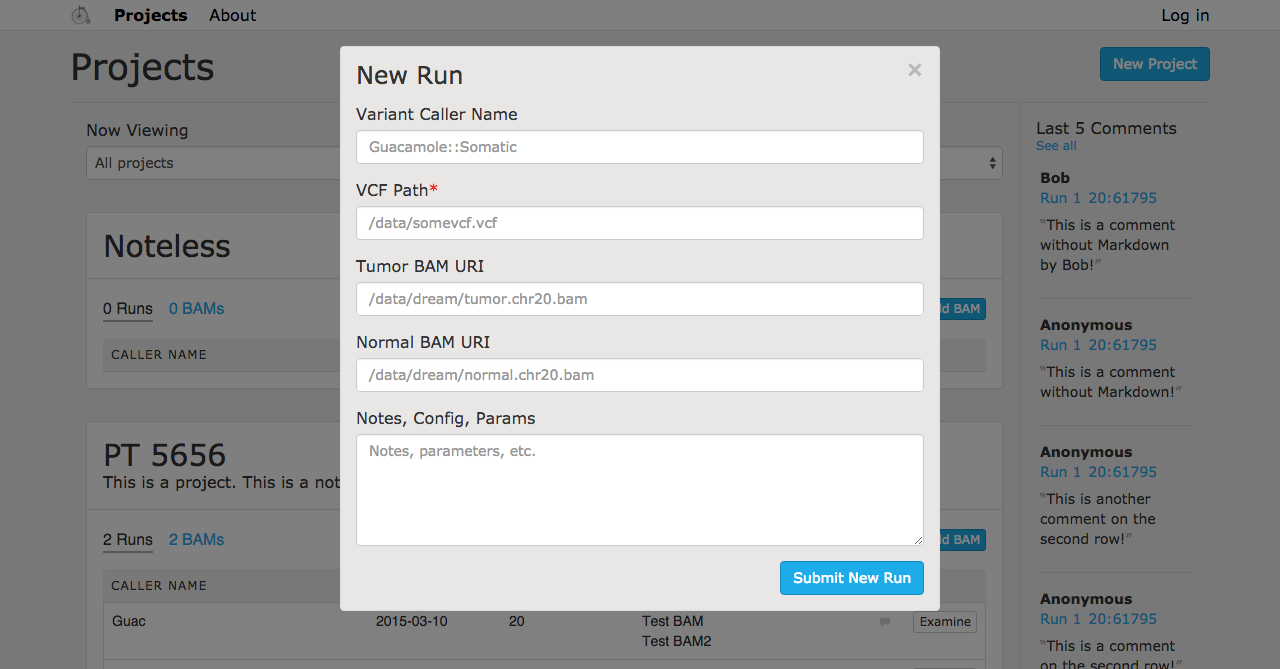 Projects About Log in
Projects
New Project
New Run
×
Variant Caller Name
Guacamole::Somatic
VCF Path*
/data/somevcf.vcf
Tumor BAM URI
/data/dream/tumor.chr20.bam
Normal BAM URI
/data/dream/normal.chr20.bam
Notes, Config, Params
Notes, parameters, etc.
Submit New Run
Now Viewing
All projects
Noteless
0 Runs 0 BAMs
BAM
CALLER NAME
PT 5656
This is a project. This is a
2 Runs 2 BAMs
BAM
CALLER NAME
Guac 2015-03-10 20 Test BAM Examine
Test BAM2
Last 5 Comments
See all
Bob
Run 1 20:61795
"This is a comment
without Markdown
by Bob!"
Anonymous
Run 1 20:61795
"This is a comment
without Markdown!"
Anonymous
Run 1 20:61795
"This is another
comment on the
second row!"
Anonymous
Run 1 20:61795
"This is a comment
on the second row!"